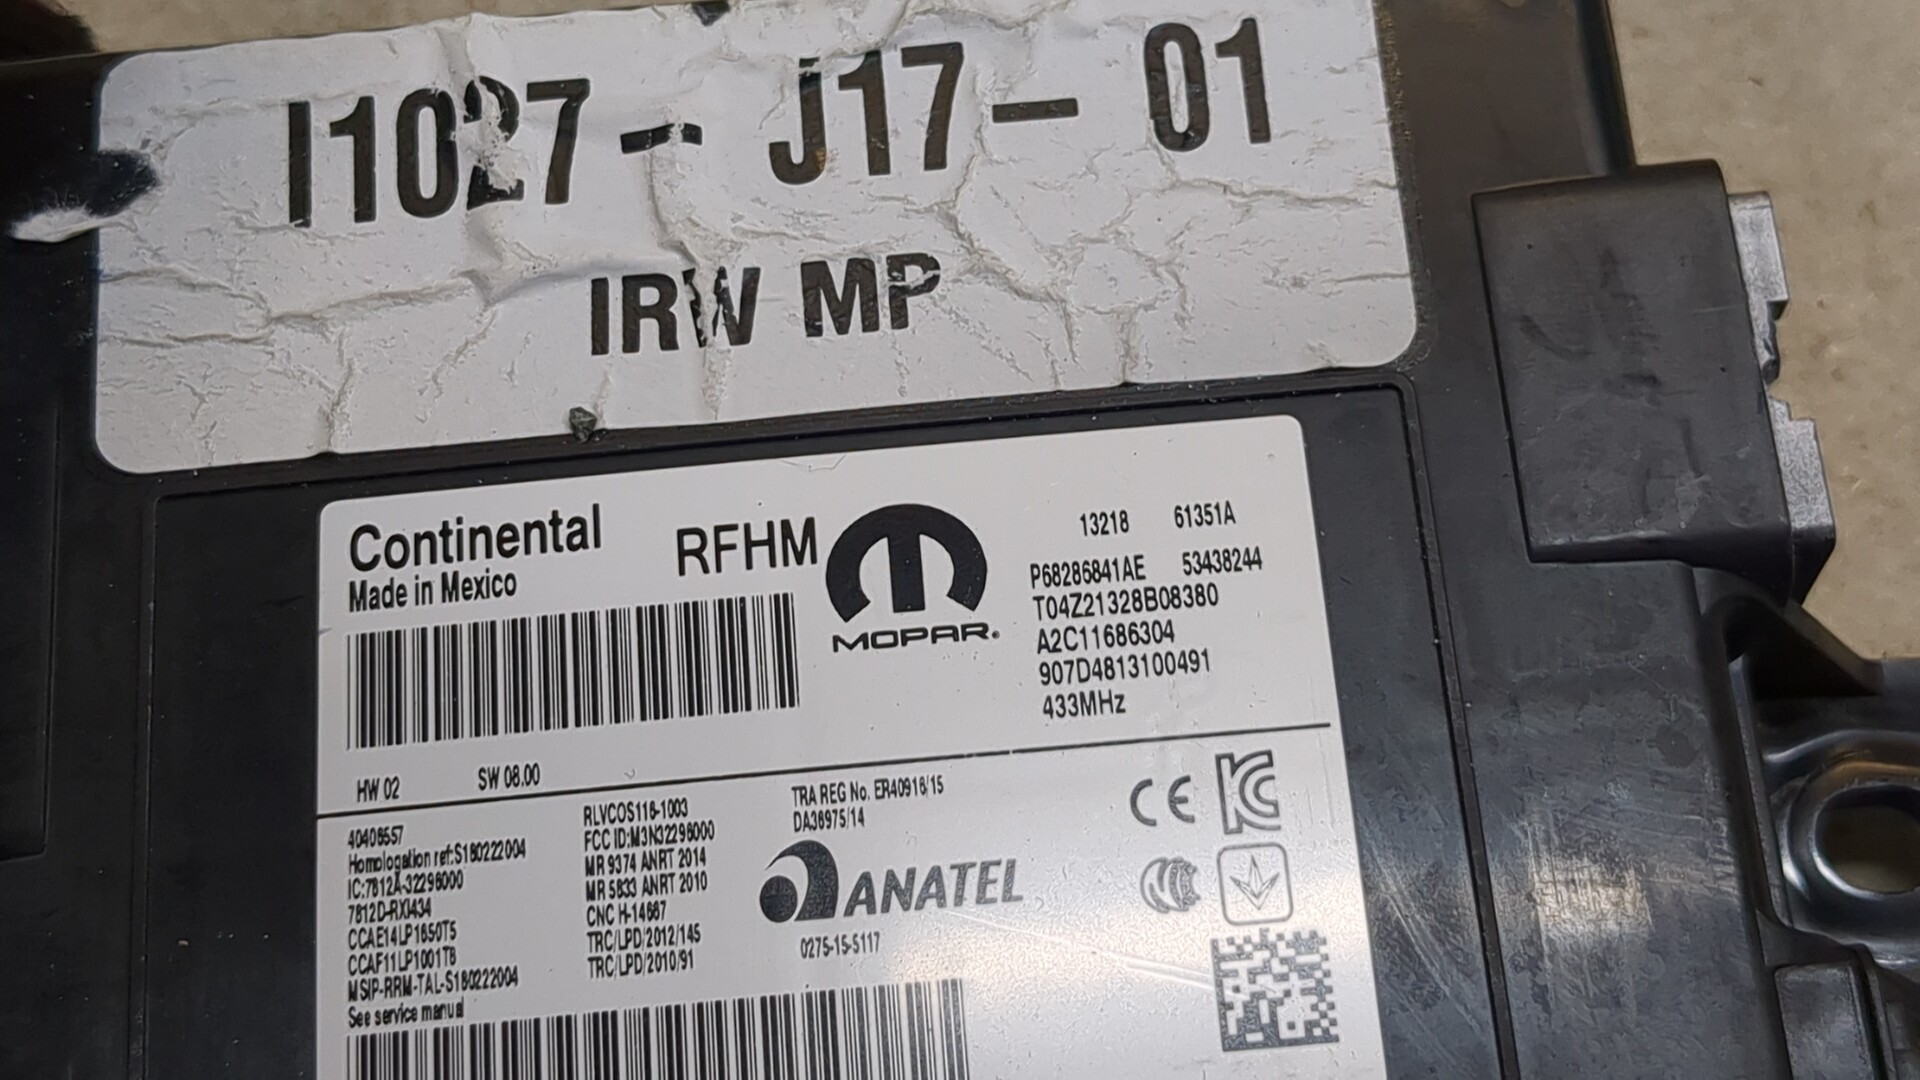 I1027-- J17-01
IRW MP
Continental
Made in Mexico
RFHM
MOPAR
13218 61351A
P68286841AE 53438244
T04Z21328B08380
A2C11686304
907D4813100491
433MHz
HW 02 SW 08.00
40408557
Homologation ref:S180222004
IC:7812A-32296000
7812D-RXI434
CCAE14LP1650T5
CCAF11LP1001T8
MSIP-RRM-TAL-S180222004
See service manual
RLVCOS118-1003
FCC ID:M3N32296000
MR 9374 ANRT 2014
MR 5833 ANRT 2010
CNC H-14667
TRC/LPD/2012/145
TRC/LPD/2010/91
TRA REG No. ER40916/15
DA36975/14
ANATEL
0275-15-5117
CE